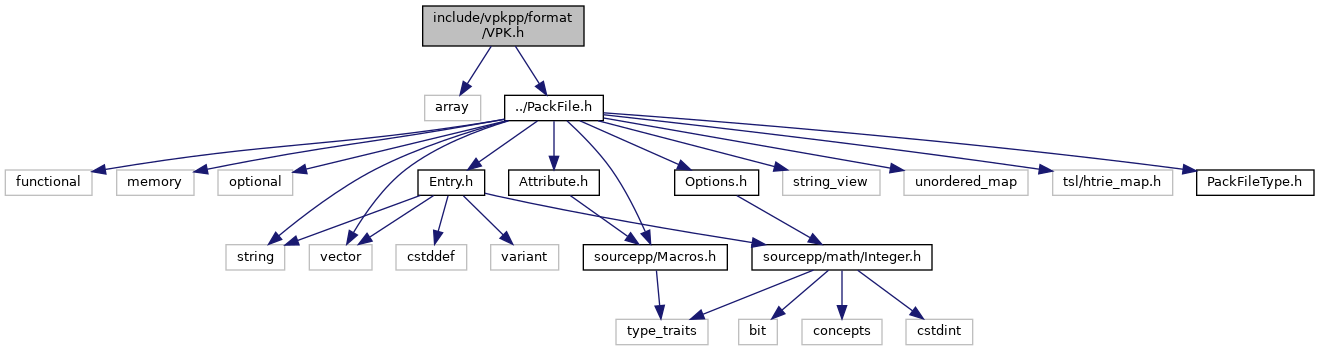 include/vpkpp/format
/VPK.h
array
../PackFile.h
functional
memory
optional
Entry.h
Attribute.h
Options.h
string_view
unordered_map
tsl/htrie_map.h
PackFileType.h
string
vector
cstddef
variant
sourcepp/Macros.h
sourcepp/math/Integer.h
type_traits
bit
concepts
cstdint